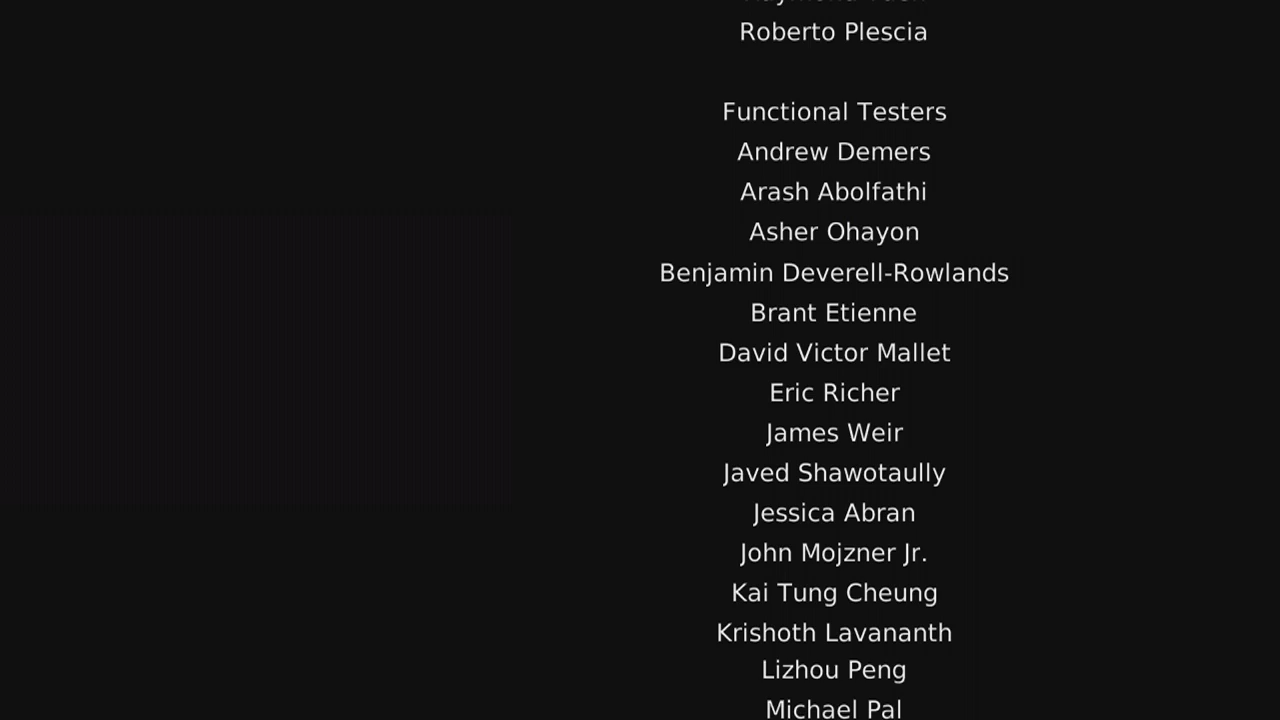 Roberto Plescia
Functional Testers
Andrew Demers
Arash Abolfathi
Asher Ohayon
Benjamin Deverell-Rowlands
Brant Etienne
David Victor Mallet
Eric Richer
James Weir
Javed Shawotaully
Jessica Abran
John Mojzner Jr.
Kai Tung Cheung
Krishoth Lavananth
Lizhou Peng
Michael Pal